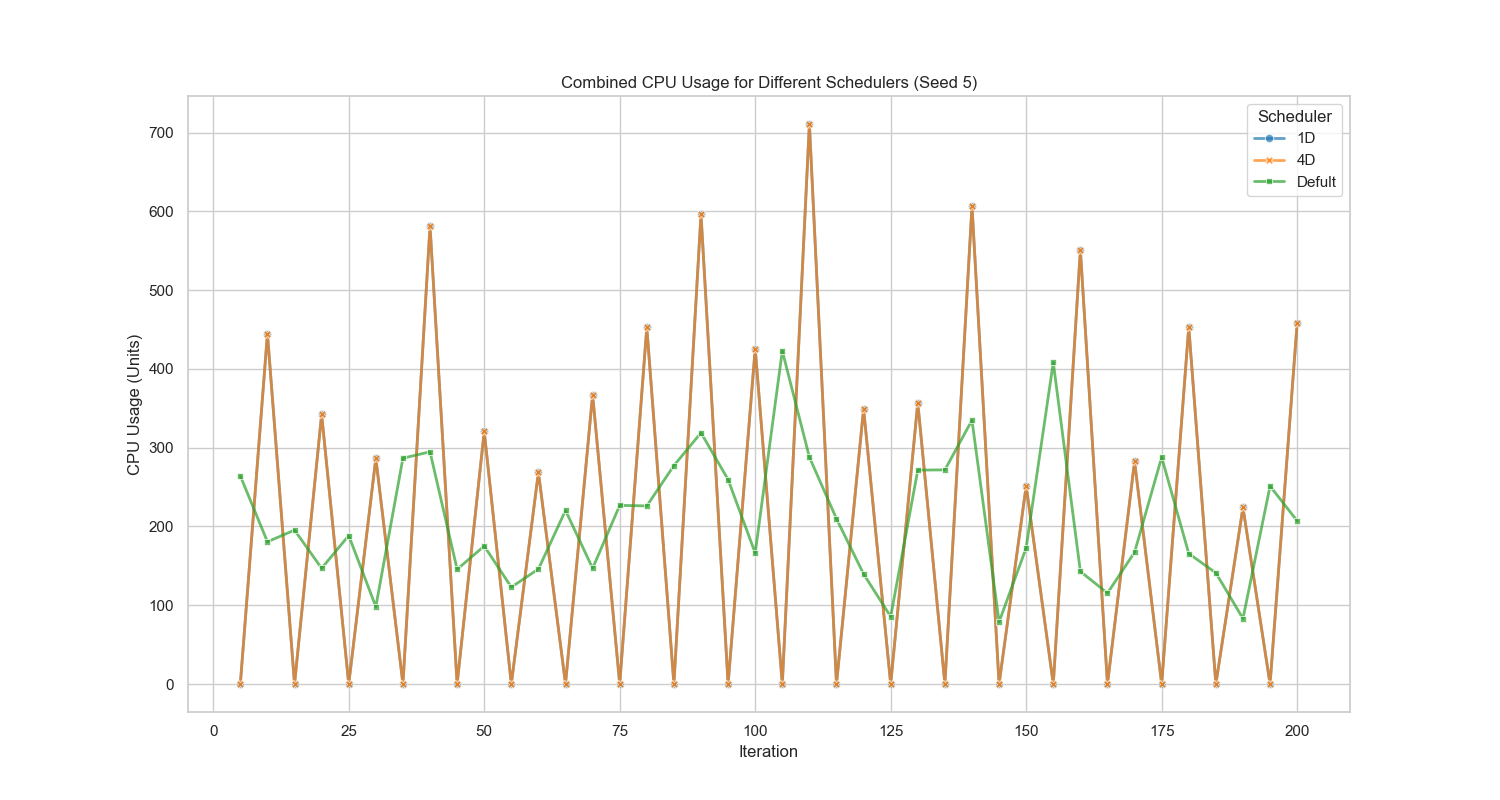 Combined CPU Usage for Different Schedulers (Seed 5)
Scheduler
1D
4D
Defult
CPU Usage (Units)
700
600
500
400
300
200
100
0
0 25 50 75 100 125 150 175 200
Iteration